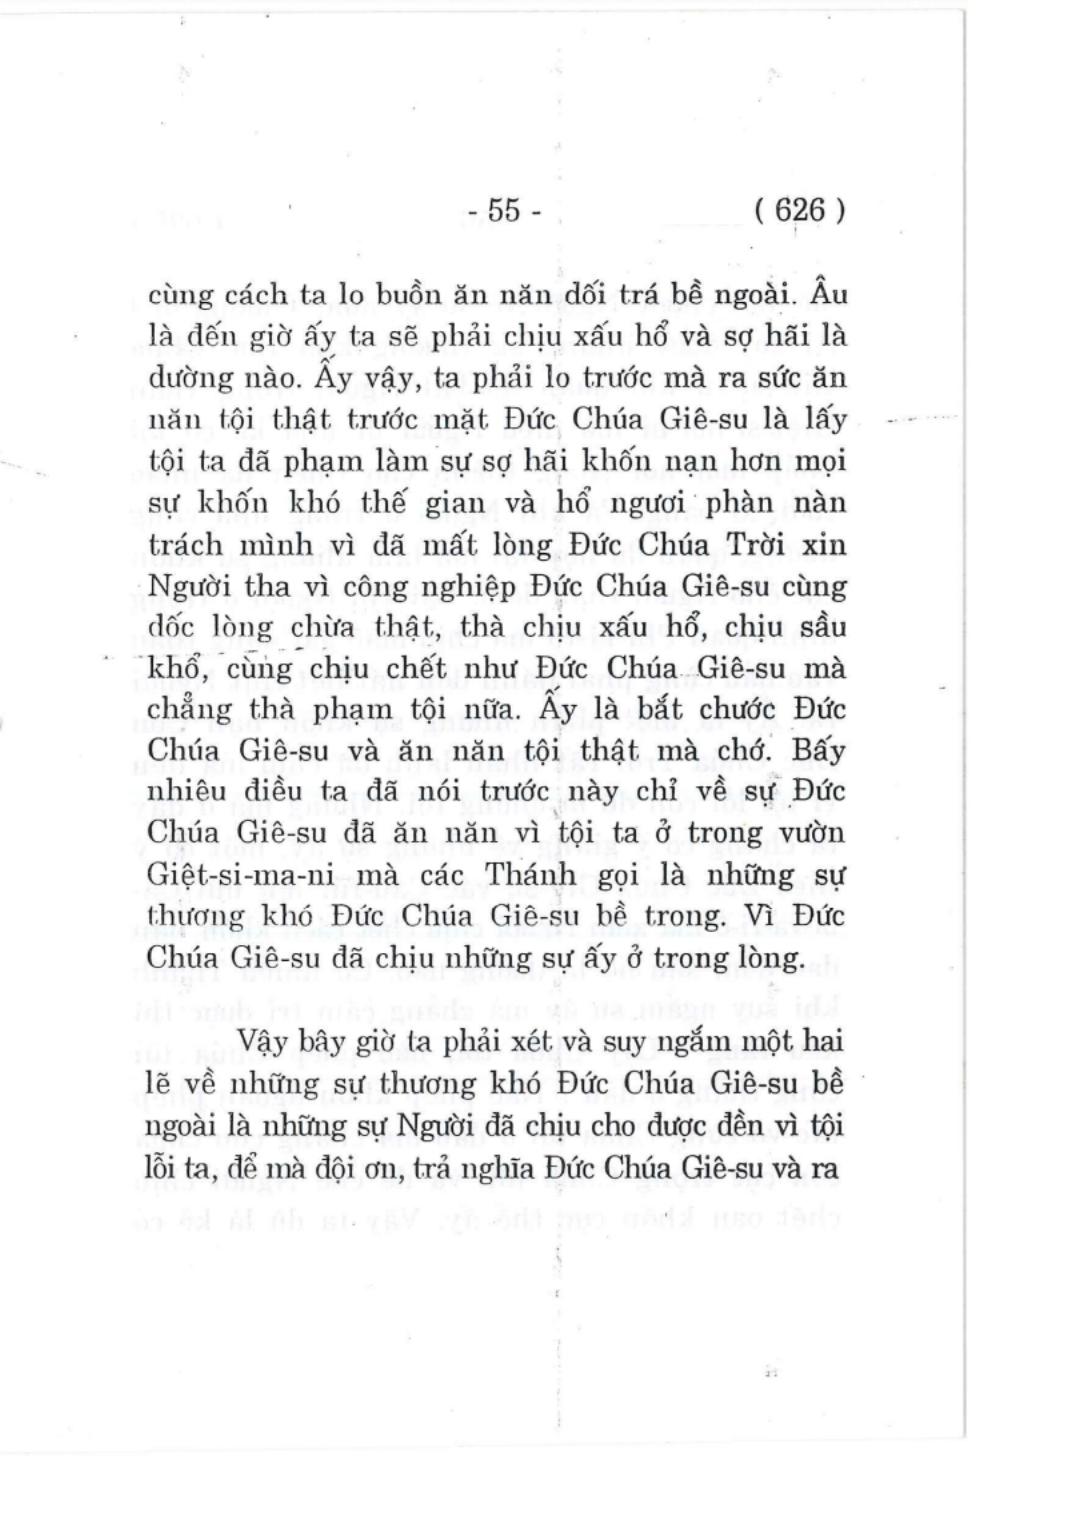 - 55 - ( 626 )
cùng cách ta lo buồn ăn năn dối trá bề ngoài. Âu
là đến giờ ấy ta sẽ phải chịu xấu hổ và sợ hãi là
dường nào. Ấy vậy, ta phải lo trước mà ra sức ăn
năn tội thật trước mặt Đức Chúa Giê-su là lấy
tội ta đã phạm làm sự sợ hãi khốn nạn hơn mọi
sự khốn khó thế gian và hổ ngươi phàn nàn
trách mình vì đã mất lòng Đức Chúa Trời xin
Người tha vì công nghiệp Đức Chúa Giê-su cùng
dốc lòng chừa thật, thà chịu xấu hổ, chịu sầu
khổ, cùng chịu chết như Đức Chúa Giê-su mà
chẳng thà phạm tội nữa. Ấy là bắt chước Đức
Chúa Giê-su và ăn năn tội thật mà chớ. Bấy
nhiêu điều ta đã nói trước này chỉ về sự Đức
Chúa Giê-su đã ăn năn vì tội ta ở trong vườn
Giệt-si-ma-ni mà các Thánh gọi là những sự
thương khó Đức Chúa Giê-su bề trong. Vì Đức
Chúa Giê-su đã chịu những sự ấy ở trong lòng.
Vậy bây giờ ta phải xét và suy ngắm một hai
lẽ về những sự thương khó Đức Chúa Giê-su bề
ngoài là những sự Người đã chịu cho được đền vì tội
lỗi ta, để mà đội ơn, trả nghĩa Đức Chúa Giê-su và ra